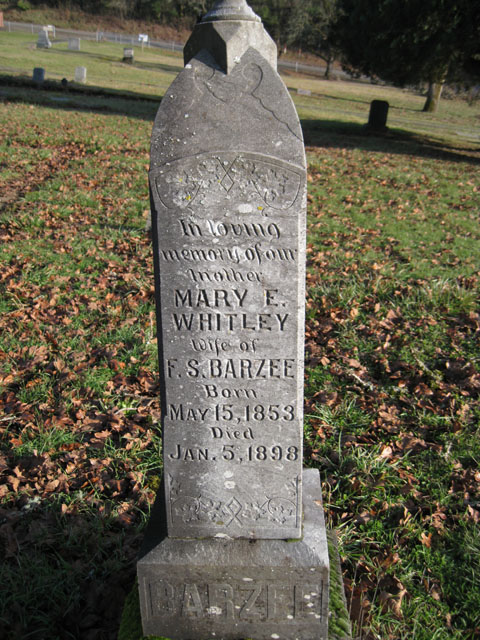 In loving
memory of our
mother
MARY E.
WHITLEY
Wife of
F. S. BARZEE
Born
MAY 15, 1853
Died
JAN. 5, 1898
BARZEE